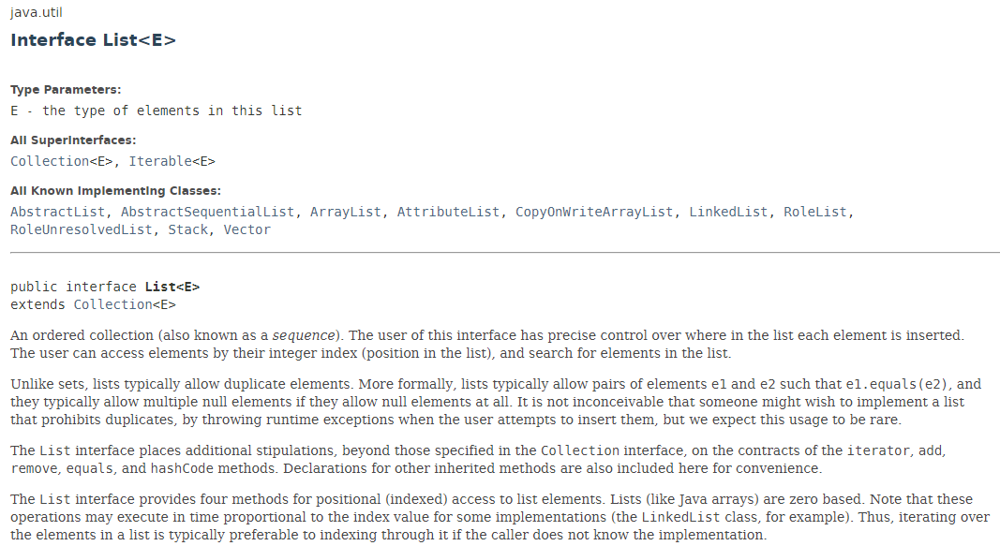 java.util
Interface List<E>
Type Parameters:
E - the type of elements in this list
All Superinterfaces:
Collection<E>, Iterable<E>
All Known Implementing Classes:
AbstractList, AbstractSequentialList, ArrayList, AttributeList, CopyOnWriteArrayList, LinkedList, RoleList,
RoleUnresolvedList, Stack, Vector
public interface List<E>
extends Collection<E>
An ordered collection (also known as a sequence). The user of this interface has precise control over where in the list each element is inserted.
The user can access elements by their integer index (position in the list), and search for elements in the list.
Unlike sets, lists typically allow duplicate elements. More formally, lists typically allow pairs of elements e1 and e2 such that e1.equals(e2), and
they typically allow multiple null elements if they allow null elements at all. It is not inconceivable that someone might wish to implement a list
that prohibits duplicates, by throwing runtime exceptions when the user attempts to insert them, but we expect this usage to be rare.
The List interface places additional stipulations, beyond those specified in the Collection interface, on the contracts of the iterator, add,
remove, equals, and hashCode methods. Declarations for other inherited methods are also included here for convenience.
The List interface provides four methods for positional (indexed) access to list elements. Lists (like Java arrays) are zero based. Note that these
operations may execute in time proportional to the index value for some implementations (the LinkedList class, for example). Thus, iterating over
the elements in a list is typically preferable to indexing through it if the caller does not know the implementation.